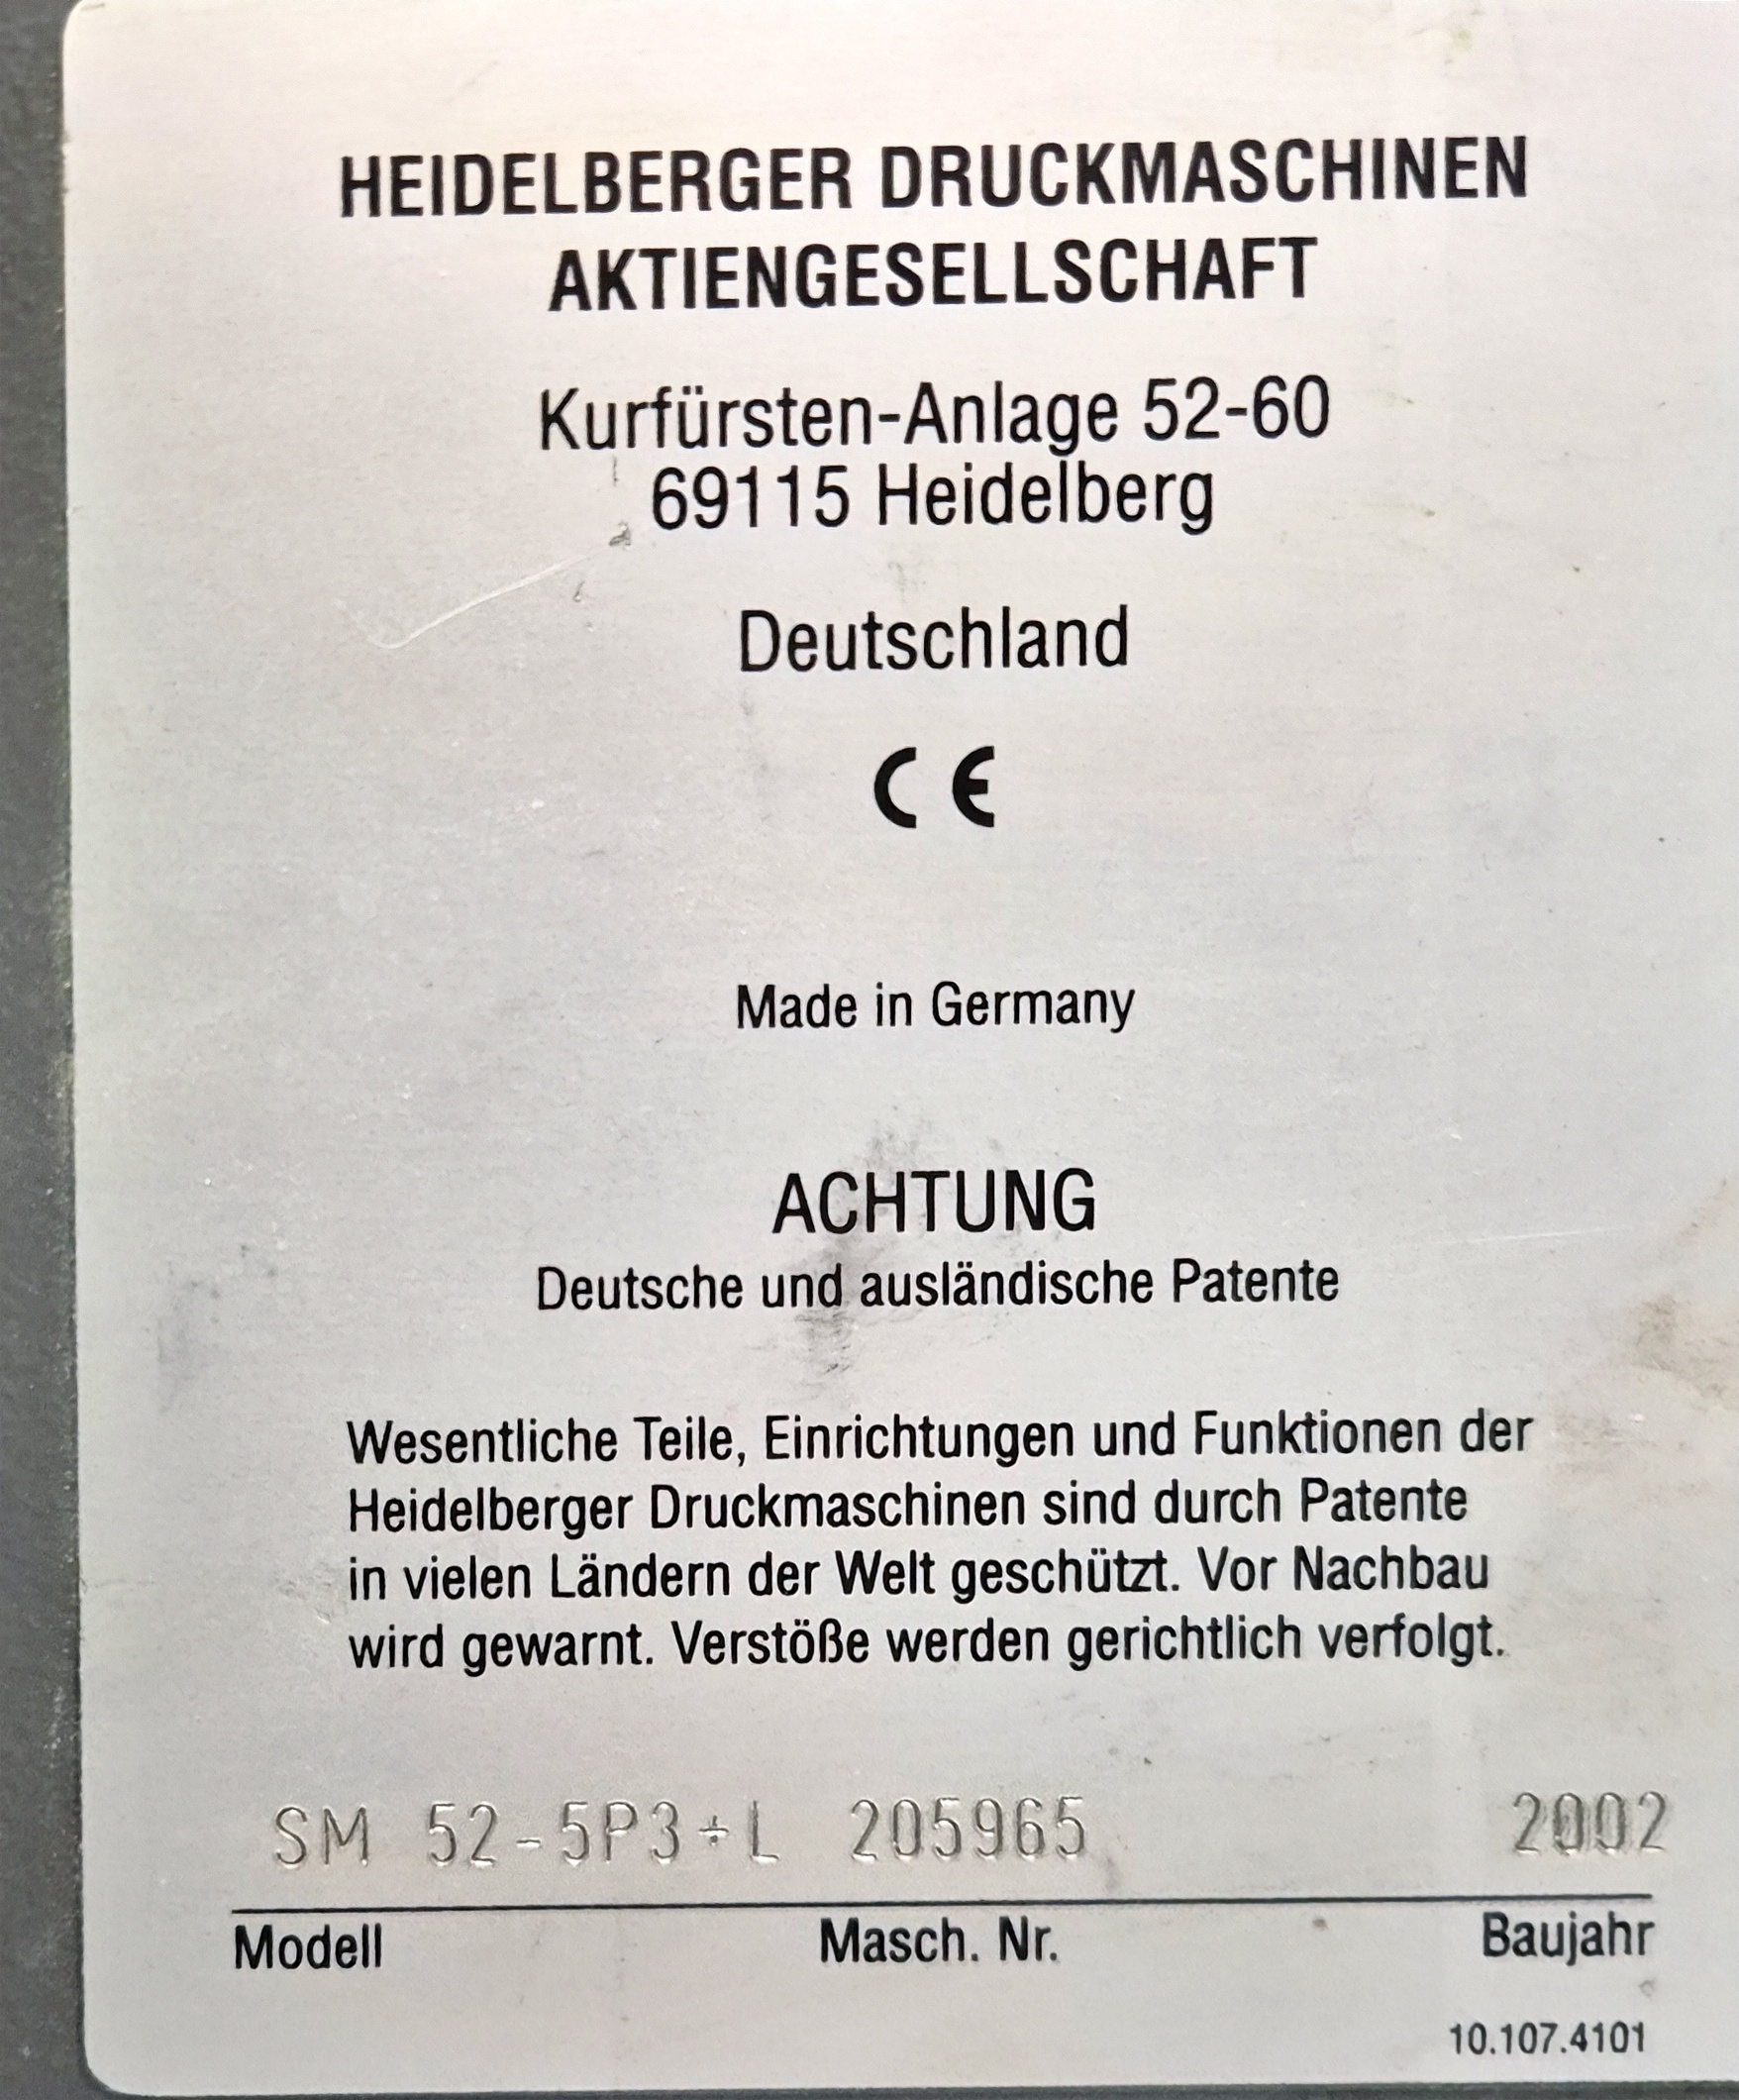 HEIDELBERGER DRUCKMASCHINEN
AKTIENGESELLSCHAFT
Kurfürsten-Anlage 52-60
69115 Heidelberg
Deutschland
CE
Made in Germany
ACHTUNG
Deutsche und ausländische Patente
Wesentliche Teile, Einrichtungen und Funktionen der
Heidelberger Druckmaschinen sind durch Patente
in vielen Ländern der Welt geschützt. Vor Nachbau
wird gewarnt. Verstöße werden gerichtlich verfolgt.
SM 52-5P3+L 205965 2002
Modell Masch. Nr. Baujahr
10.107.4101